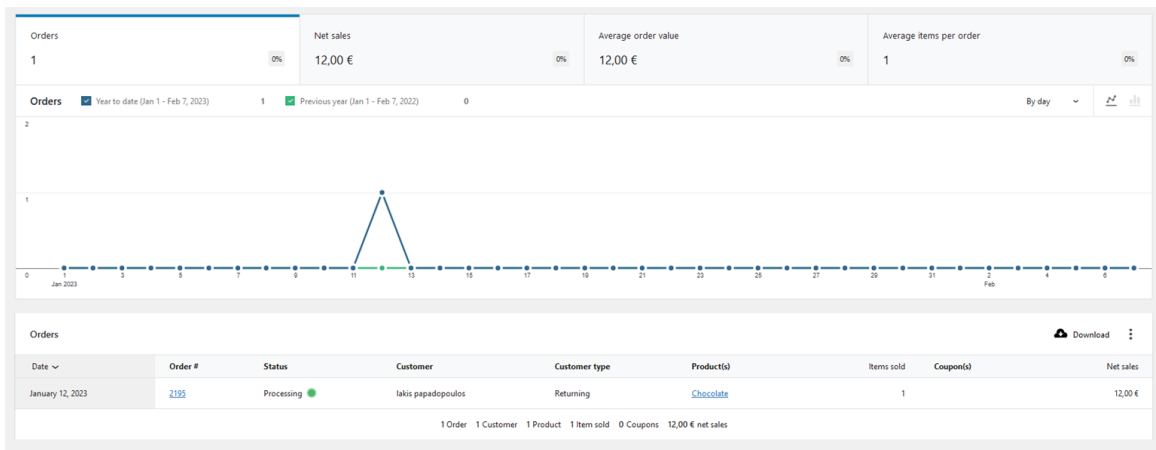 Orders Net sales Average order value Average items per order
1 0% 12,00 € 0% 12,00 € 0% 1 0%
Orders Year to date (Jan 1 - Feb 7, 2023) 1 Previous year (Jan 1 - Feb 7, 2022) 0 By day
2
1
0 1 3 5 7 9 11 13 15 17 19 21 23 25 27 29 31 2 4 6
Jan 2023 Feb
Orders Download
Date Order # Status Customer Customer type Product(s) Items sold Coupon(s) Net sales
January 12, 2023 2195 Processing lakis papadopoulos Returning Chocolate 1 12,00 €
1 Order 1 Customer 1 Product 1 Item sold 0 Coupons 12,00 € net sales